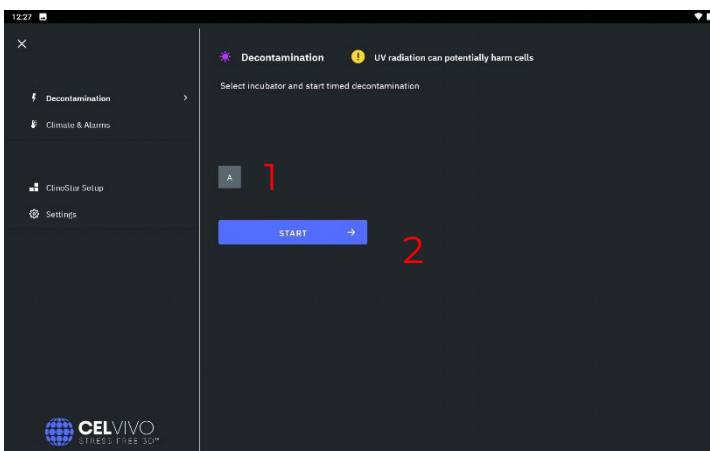 12:27
Decontamination
Climate & Alarms
ClinoStar Setup
Settings
CELVIVO
STRESS FREE 3D™
Decontamination ! UV radiation can potentially harm cells
Select incubator and start timed decontamination
A 1
START →
2